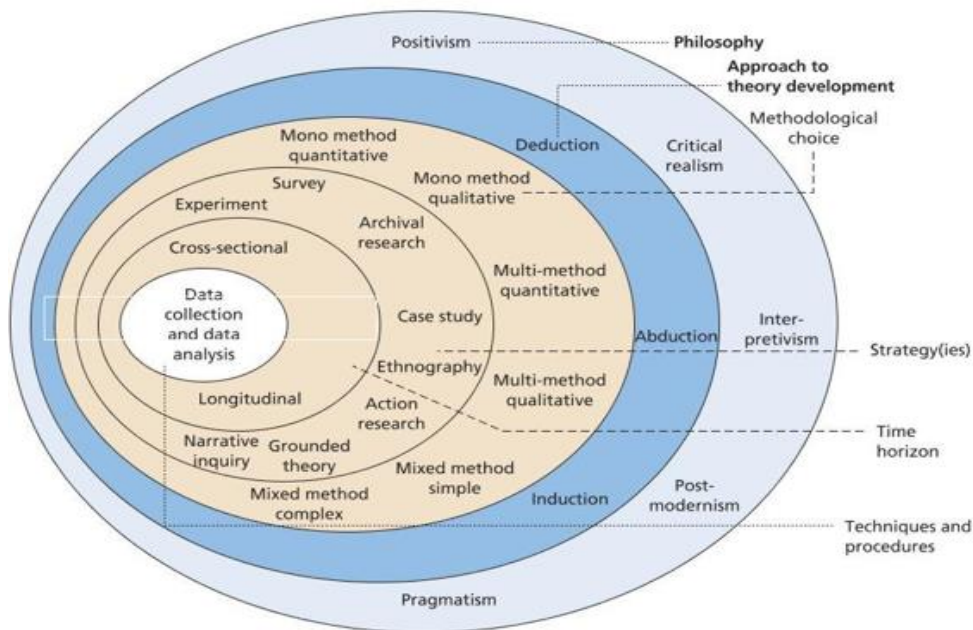 Positivism
Philosophy
Approach to
theory development
Methodological
choice
Mono method
quantitative
Deduction
Critical
realism
Survey
Mono method
qualitative
Experiment
Archival
research
Cross-sectional
Multi-method
quantitative
Data
collection
and data
analysis
Case study
Abduction
Inter-
pretivism
Strategy(ies)
Ethnography
Multi-method
qualitative
Longitudinal
Action
research
Time
horizon
Narrative
inquiry
Grounded
theory
Mixed method
simple
Mixed method
complex
Induction
Post-
modernism
Techniques and
procedures
Pragmatism